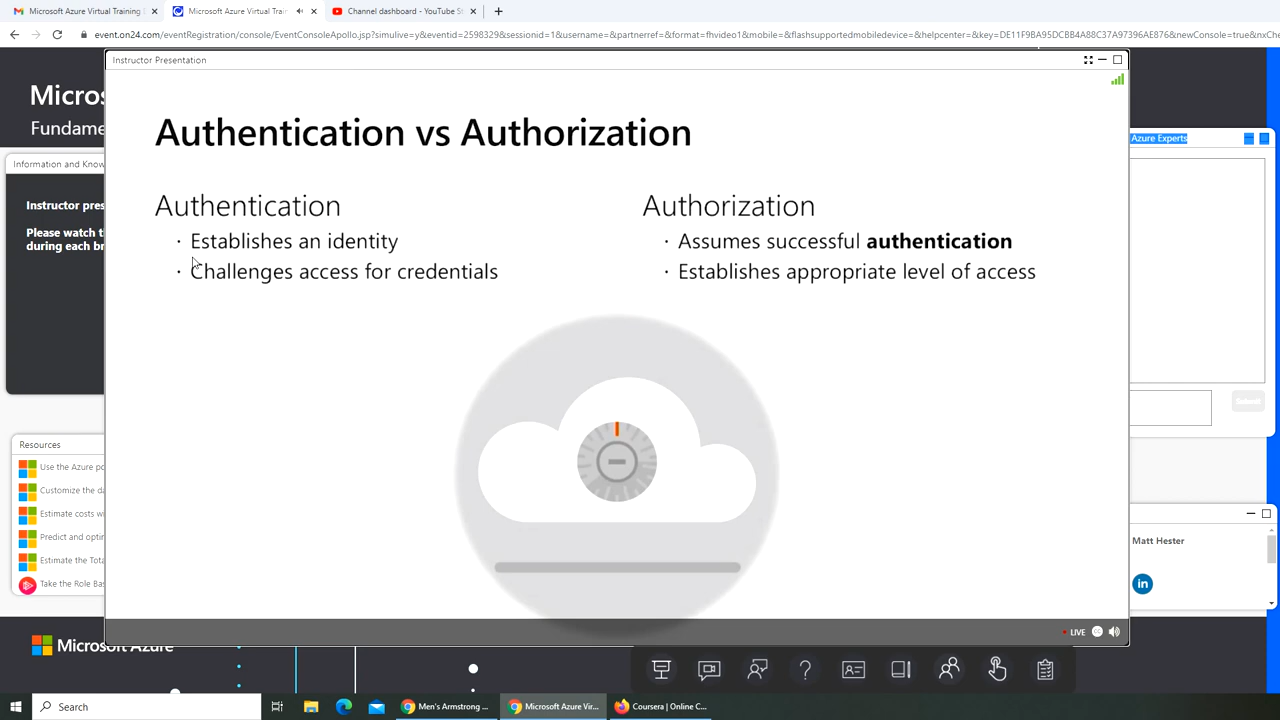 Microsoft Azure Virtual Training
Microsoft Azure Virtual Train
Channel dashboard - YouTube St
event.on24.com/eventRegistration/console/EventConsoleApollo.jsp?simulive=y&eventid=2598329&sessionid=1&username=&partnerref=&format=fhvideo1&mobile=&flashsupportedmobiledevice=&helpcenter=&key=DE11F9BA95DCBB4A88C37A97396AE876&newConsole=true&nxChe
Instructor Presentation
Micros
Fundame
Authentication vs Authorization
Azure Experts
Information and Know
Instructor pres
Please watch th
during each br
Authentication
· Establishes an identity
· Challenges access for credentials
Authorization
· Assumes successful authentication
· Establishes appropriate level of access
Submit
Resources
Use the Azure po
Customize the da
Estimate costs w
Predict and optim
Estimate the Tota
Take the Role Bas
Matt Hester
in
LIVE
Microsoft Azure
Search
Men's Armstrong ...
Microsoft Azure Vir...
Coursera | Online C...